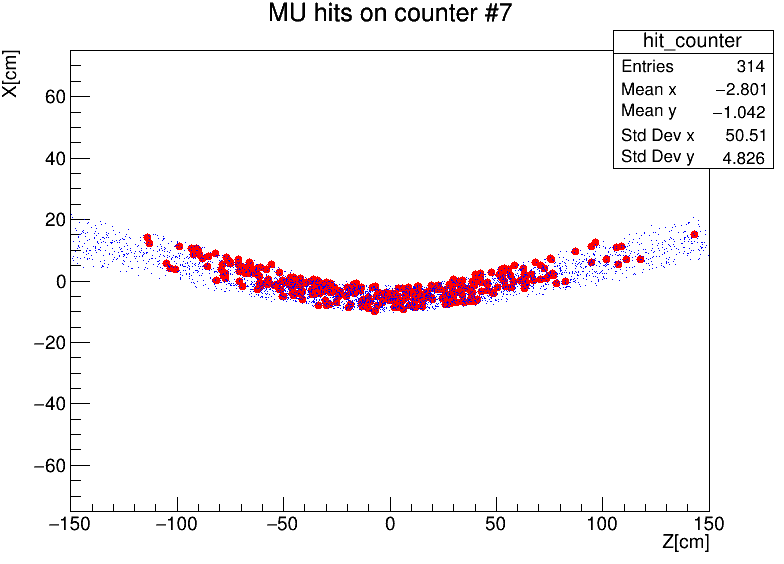 MU hits on counter #7
hit_counter
Entries 314
Mean x −2.801
Mean y −1.042
Std Dev x 50.51
Std Dev y 4.826
X[cm]
60
40
20
0
−20
−40
−60
−150 −100 −50 0 50 100 150
Z[cm]